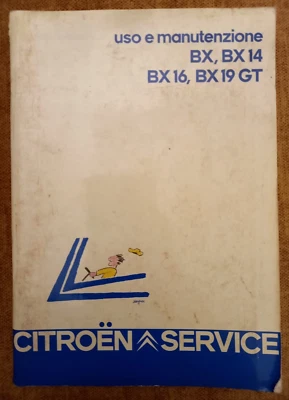 uso e manutenzione
BX, BX 14
BX 16, BX 19 GT
CITROËN SERVICE